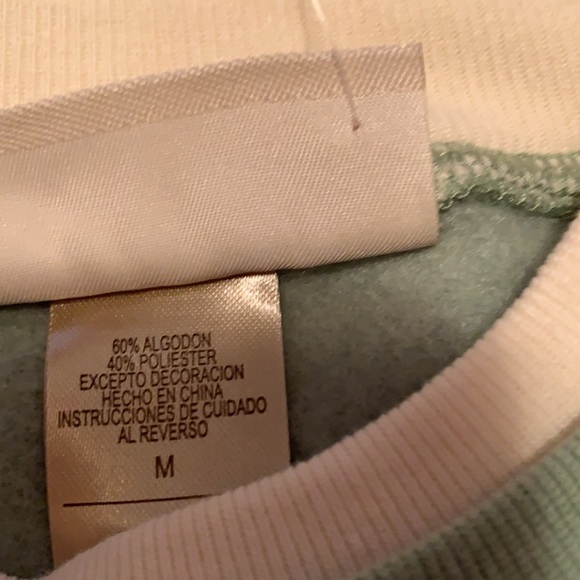 60% ALGODON
40% POLIESTER
EXCEPTO DECORACION
HECHO EN CHINA
INSTRUCCIONES DE CUIDADO
AL REVERSO
M